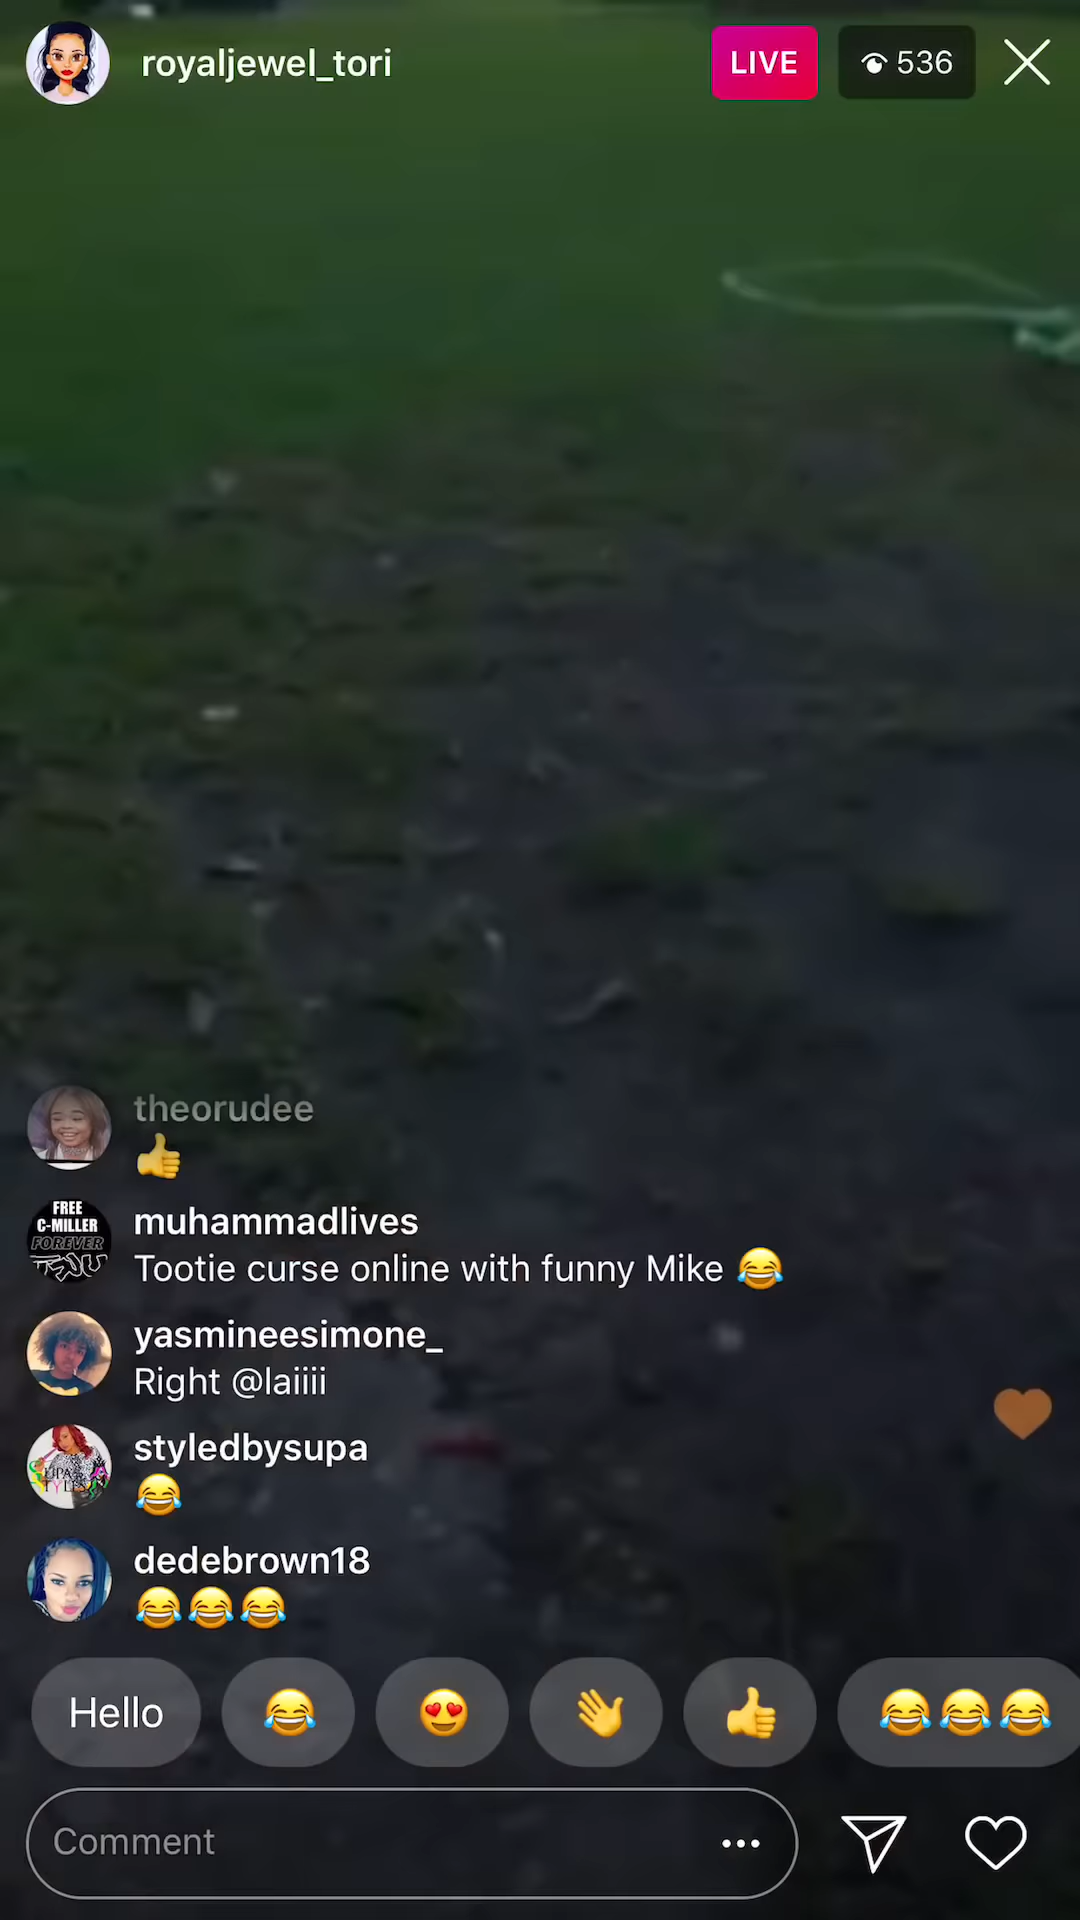 royaljewel_tori
LIVE
536
theorudee
👍
FREE
C-MILLER
FOREVER
TRU
muhammadlives
Tootie curse online with funny Mike 😂
yasmineesimone_
Right @laiiii
styledbysupa
😂
dedebrown18
😂😂😂
Hello 😂 😍 👋 👍 😂😂😂
Comment